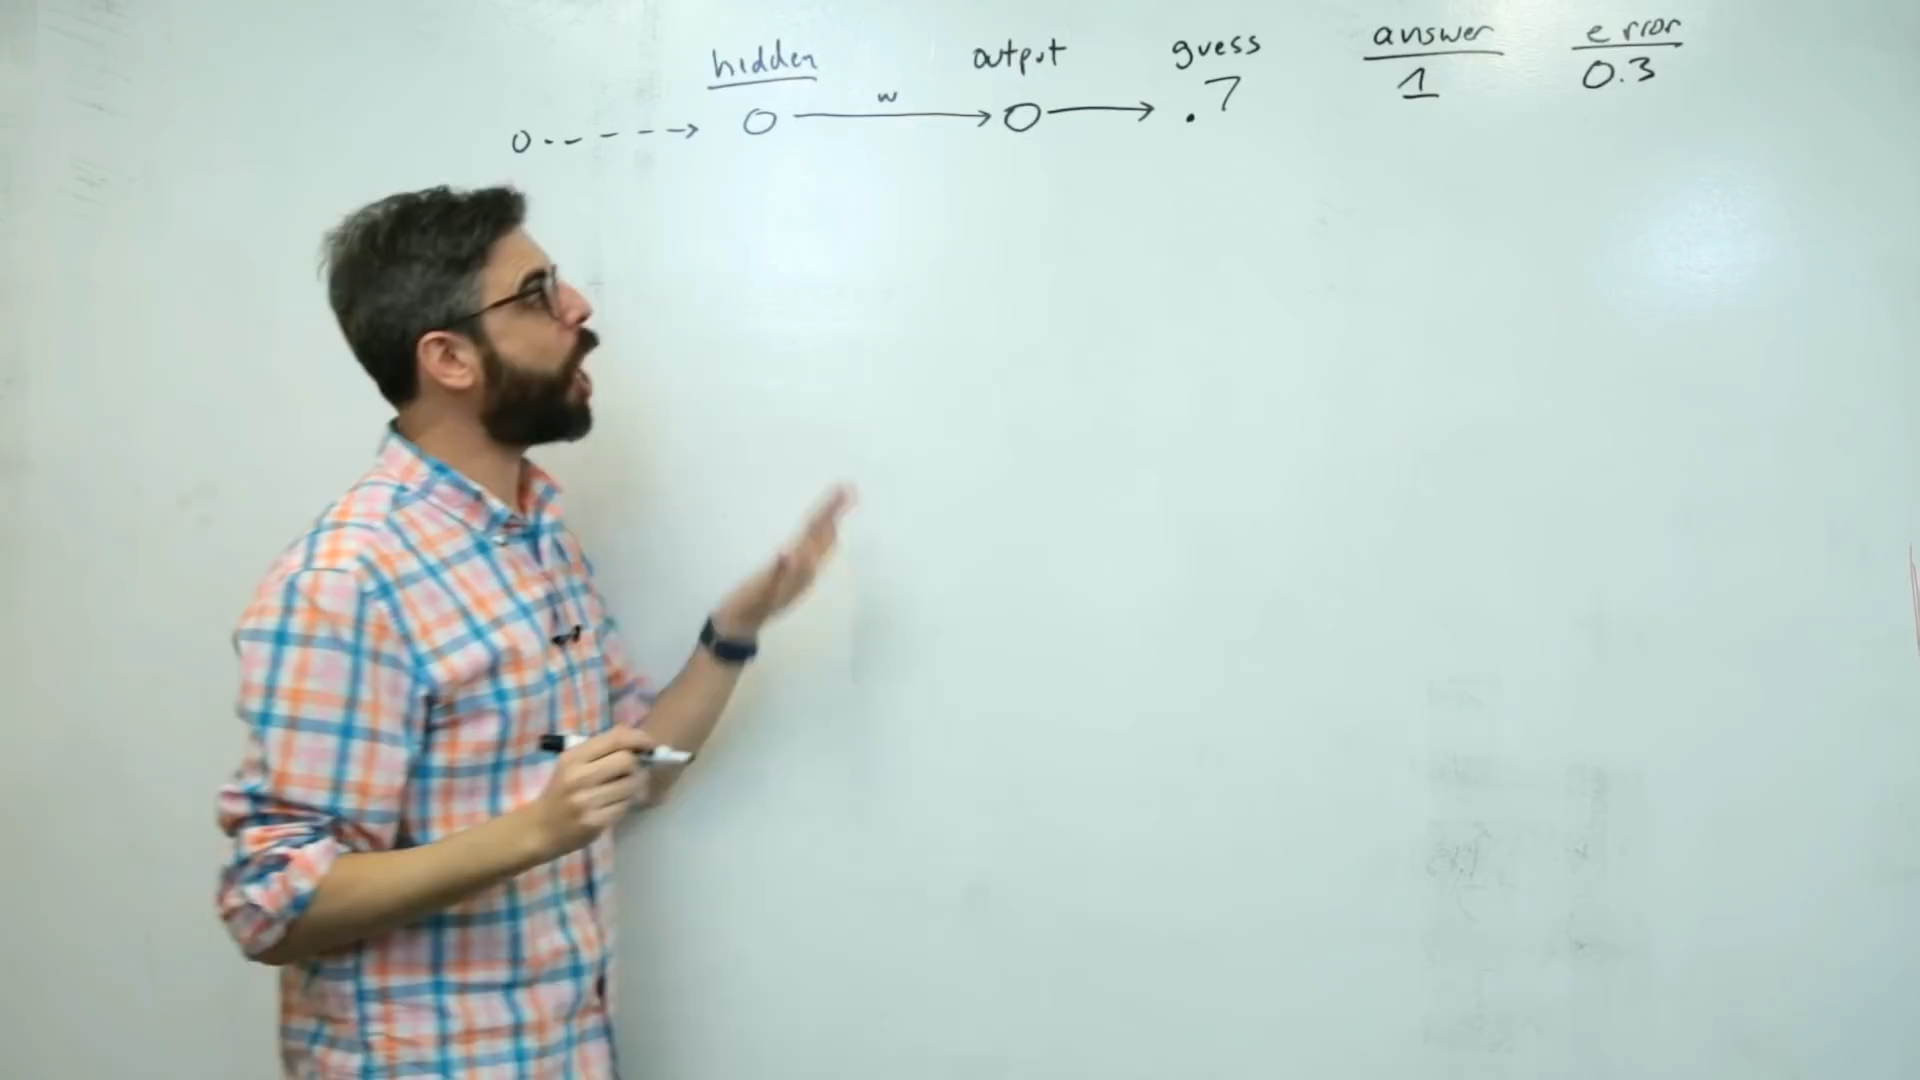 hidden output guess answer error
w .7 1 0.3